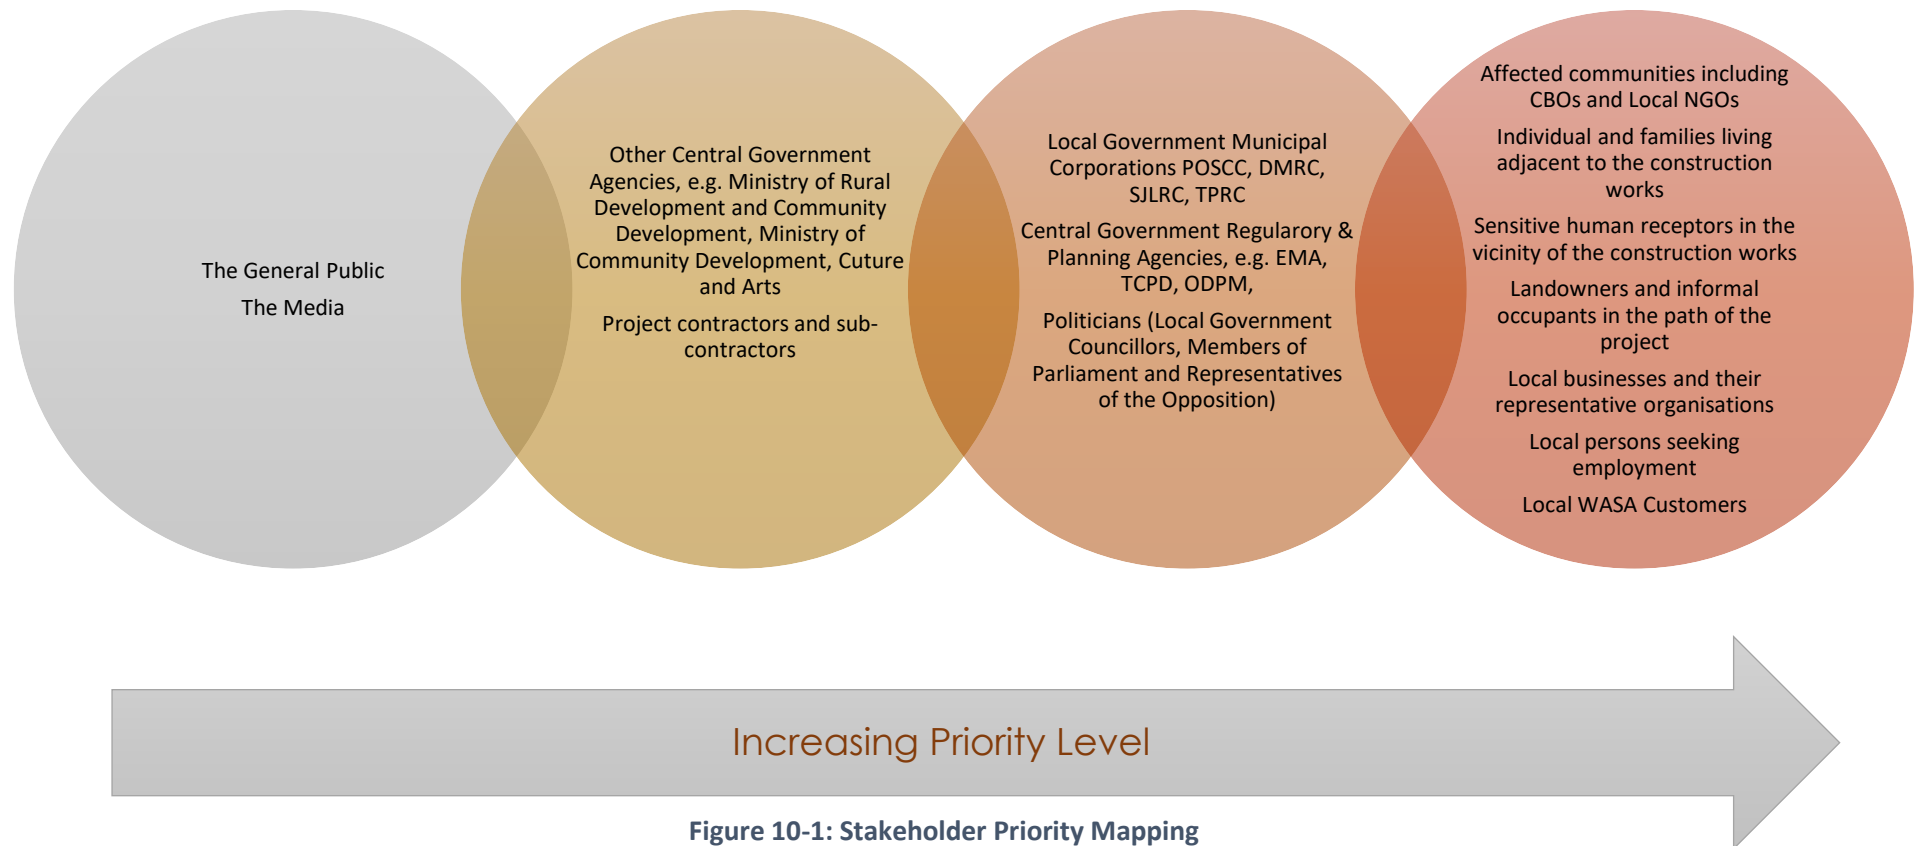 The General Public
The Media
Other Central Government
Agencies, e.g. Ministry of Rural
Development and Community
Development, Ministry of
Community Development, Cuture
and Arts
Project contractors and sub-
contractors
Local Government Municipal
Corporations POSCC, DMRC,
SJLRC, TPRC
Central Government Regularory &
Planning Agencies, e.g. EMA,
TCPD, ODPM,
Politicians (Local Government
Councillors, Members of
Parliament and Representatives
of the Opposition)
Affected communities including
CBOs and Local NGOs
Individual and families living
adjacent to the construction
works
Sensitive human receptors in the
vicinity of the construction works
Landowners and informal
occupants in the path of the
project
Local businesses and their
representative organisations
Local persons seeking
employment
Local WASA Customers
Increasing Priority Level
Figure 10-1: Stakeholder Priority Mapping